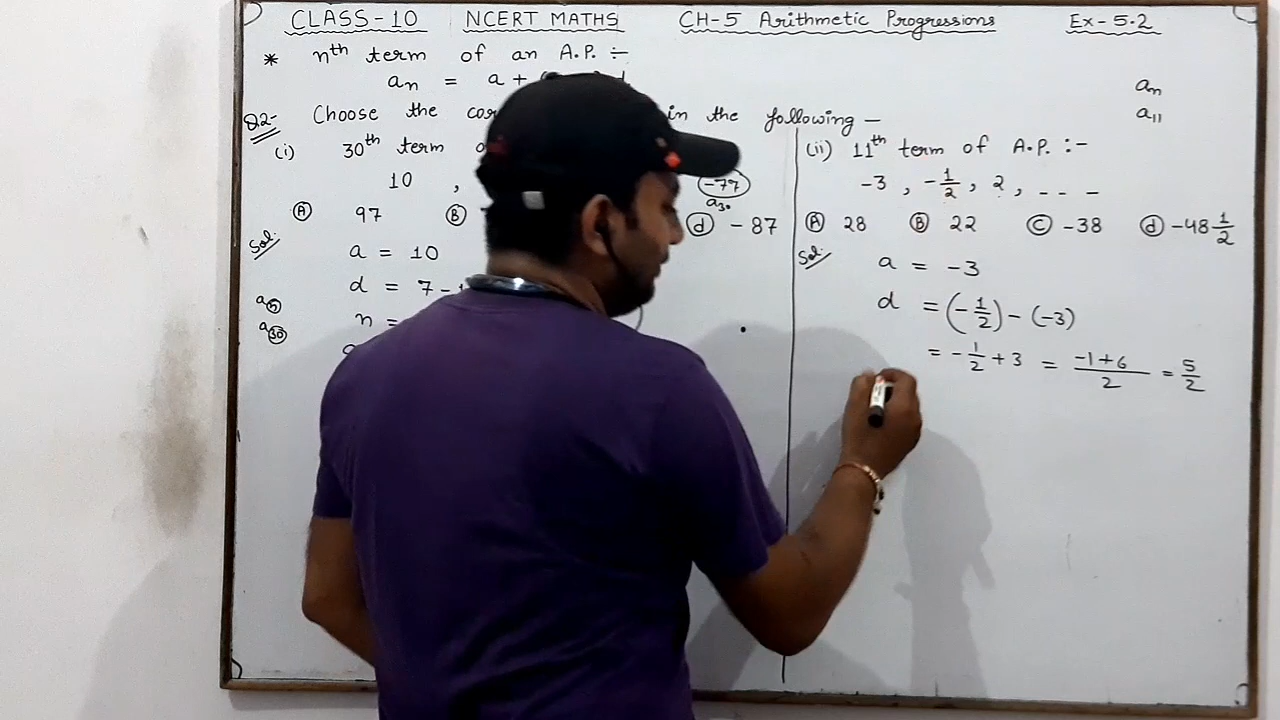 CLASS-10 NCERT MATHS CH-5 Arithmetic Progressions Ex-5.2
* nth term of an A.P. ÷
an = a +
an
a11
Q2- Choose the in the following —
(i) 30th term
10 , -77
a30
(A) 97 (B) (d) -87
Sol:
a = 10
d = 7 -
n =
a
a5
a30
(ii) 11th term of A.P. :-
-3 , -1/2 , 2 , - - -
(A) 28 (B) 22 (C) -38 (d) -48 1/2
Sol:
a = -3
d = (-1/2) - (-3)
= -1/2 + 3 = -1+6/2 = 5/2